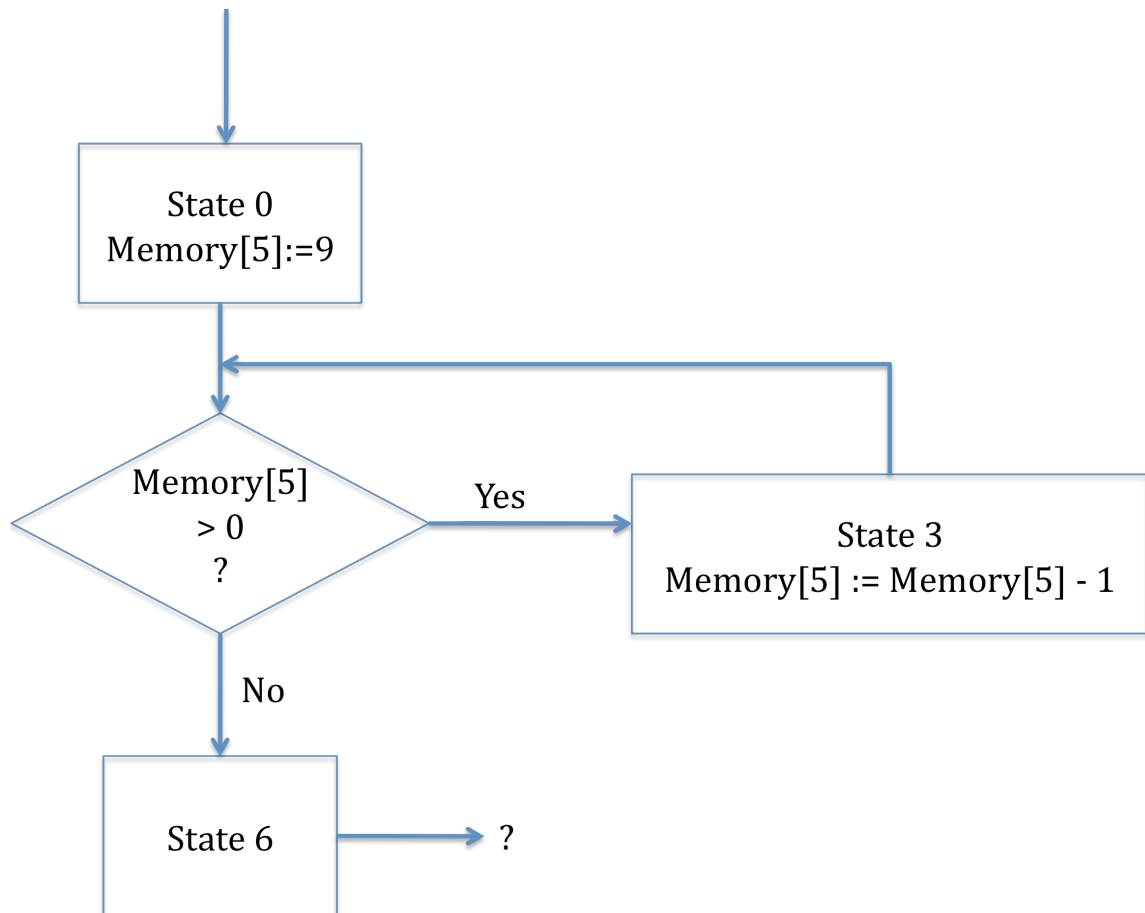 State 0
Memory[5]:=9
Memory[5]
> 0
?
Yes
State 3
Memory[5] := Memory[5] - 1
No
State 6
?